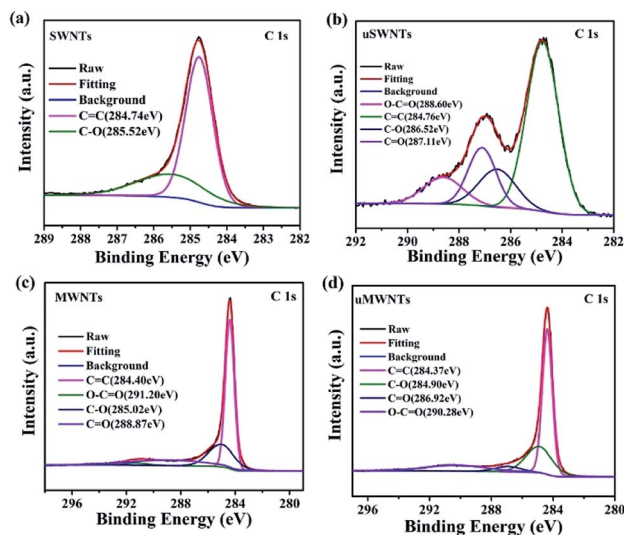 (a)
SWNTs
C 1s
Raw
Fitting
Background
C=C(284.74eV)
C-O(285.52eV)
Intensity (a.u.)
289 288 287 286 285 284 283 282
Binding Energy (eV)
(b)
uSWNTs
C 1s
Raw
Fitting
Background
O-C=O(288.60eV)
C=C(284.76eV)
C-O(286.52eV)
C=O(287.11eV)
Intensity (a.u.)
292 290 288 286 284 282
Binding Energy (eV)
(c)
MWNTs
C 1s
Raw
Fitting
Background
C=C(284.40eV)
O-C=O(291.20eV)
C-O(285.02eV)
C=O(288.87eV)
Intensity (a.u.)
296 292 288 284 280
Binding Energy (eV)
(d)
uMWNTs
C 1s
Raw
Fitting
Background
C=C(284.37eV)
C-O(284.90eV)
C=O(286.92eV)
O-C=O(290.28eV)
Intensity (a.u.)
296 292 288 284 280
Binding Energy (eV)